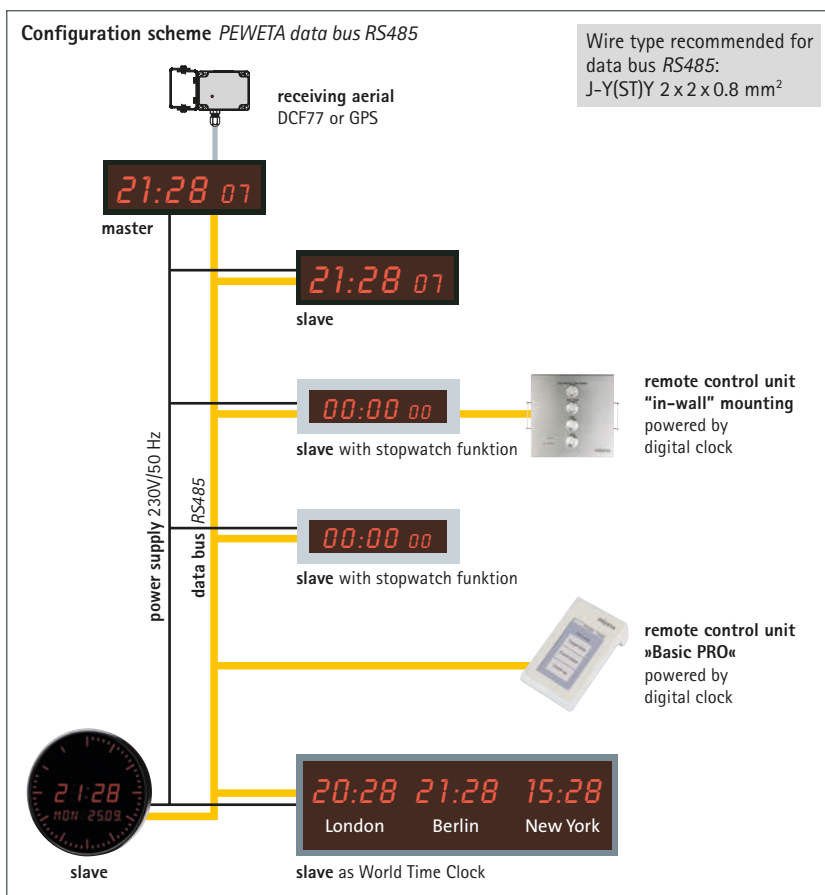 Configuration scheme PEWETA data bus RS485
Wire type recommended for
data bus RS485:
J-Y(ST)Y 2 x 2 x 0.8 mm²
receiving aerial
DCF77 or GPS
21:28 07
master
21:28 07
slave
00:00 00
slave with stopwatch funktion
remote control unit
“in-wall” mounting
powered by
digital clock
power supply 230V/50 Hz
data bus RS485
00:00 00
slave with stopwatch funktion
remote control unit
»Basic PRO«
powered by
digital clock
21:28
MON 25.09.
slave
20:28 21:28 15:28
London Berlin New York
slave as World Time Clock